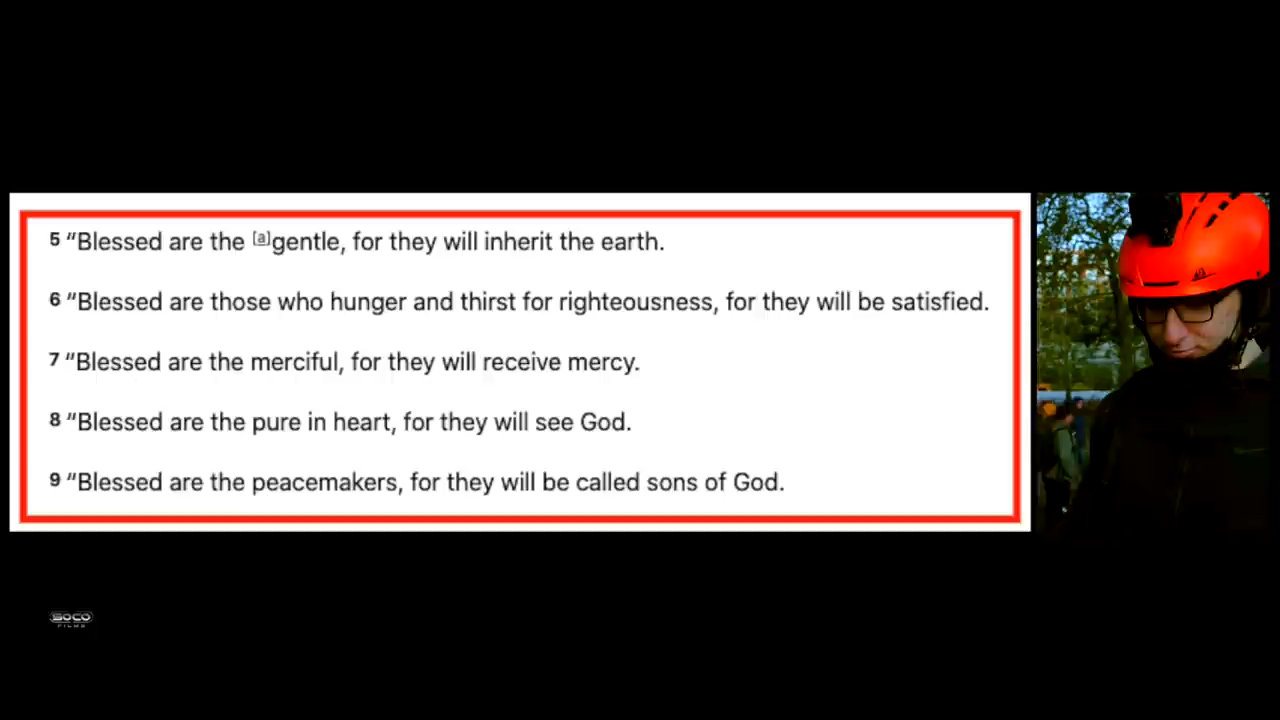 5 “Blessed are the [a]gentle, for they will inherit the earth.
6 “Blessed are those who hunger and thirst for righteousness, for they will be satisfied.
7 “Blessed are the merciful, for they will receive mercy.
8 “Blessed are the pure in heart, for they will see God.
9 “Blessed are the peacemakers, for they will be called sons of God.
SOCO
FILMS